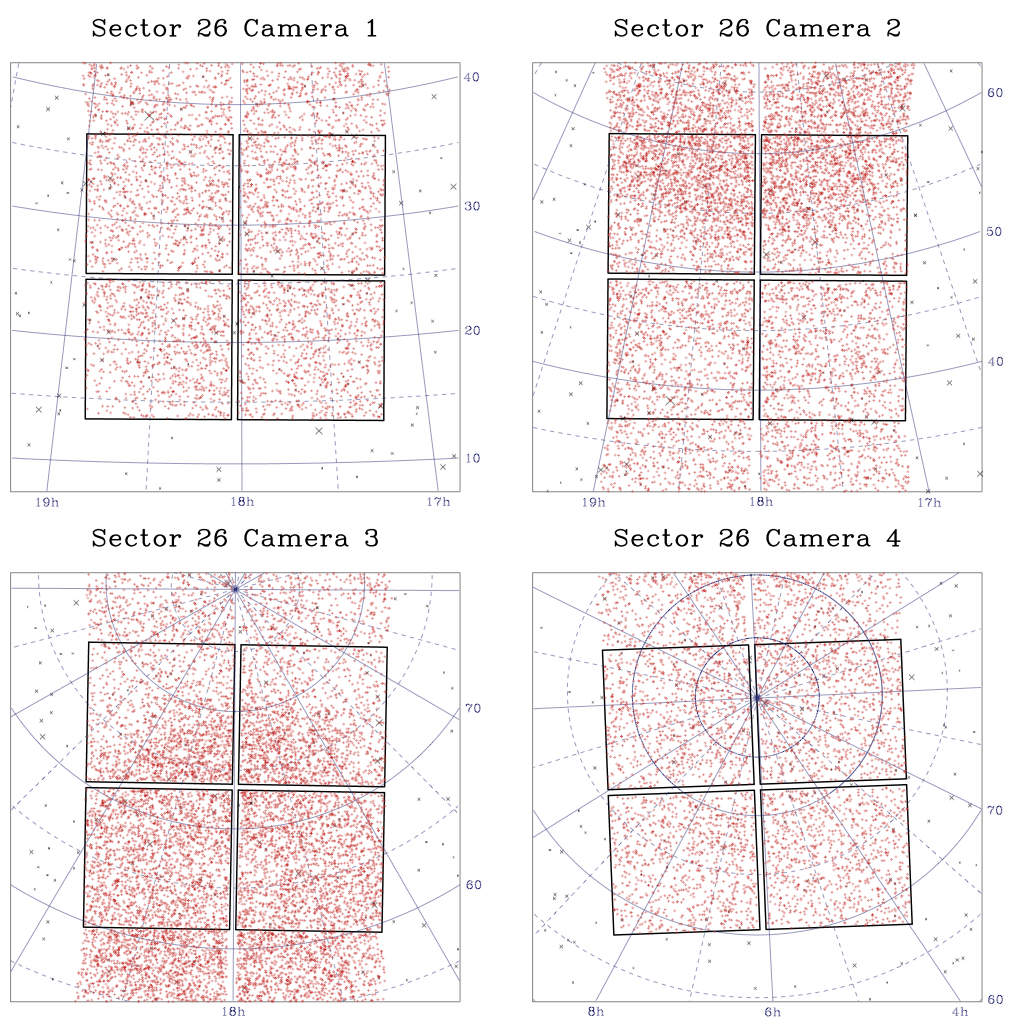 Sector 26 Camera 1
40
30
20
10
19h 18h 17h
Sector 26 Camera 2
60
50
40
19h 18h 17h
Sector 26 Camera 3
70
60
18h
Sector 26 Camera 4
70
60
8h 6h 4h